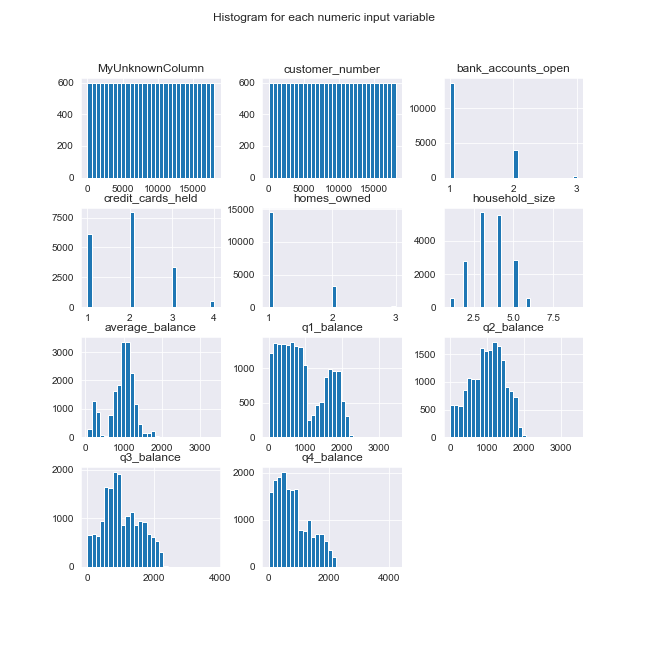 Histogram for each numeric input variable
MyUnknownColumn
customer_number
bank_accounts_open
600
400
200
0
0 5000 10000 15000
600
400
200
0
0 5000 10000 15000
10000
5000
0
1 2 3
credit_cards_held
homes_owned
household_size
7500
5000
2500
0
1 2 3 4
15000
10000
5000
0
1 2 3
4000
2000
0
2.5 5.0 7.5
average_balance
q1_balance
q2_balance
3000
2000
1000
0
0 1000 2000 3000
1000
500
0
0 1000 2000 3000
1500
1000
500
0
0 1000 2000 3000
q3_balance
q4_balance
2000
1000
0
0 2000 4000
2000
1000
0
0 2000 4000